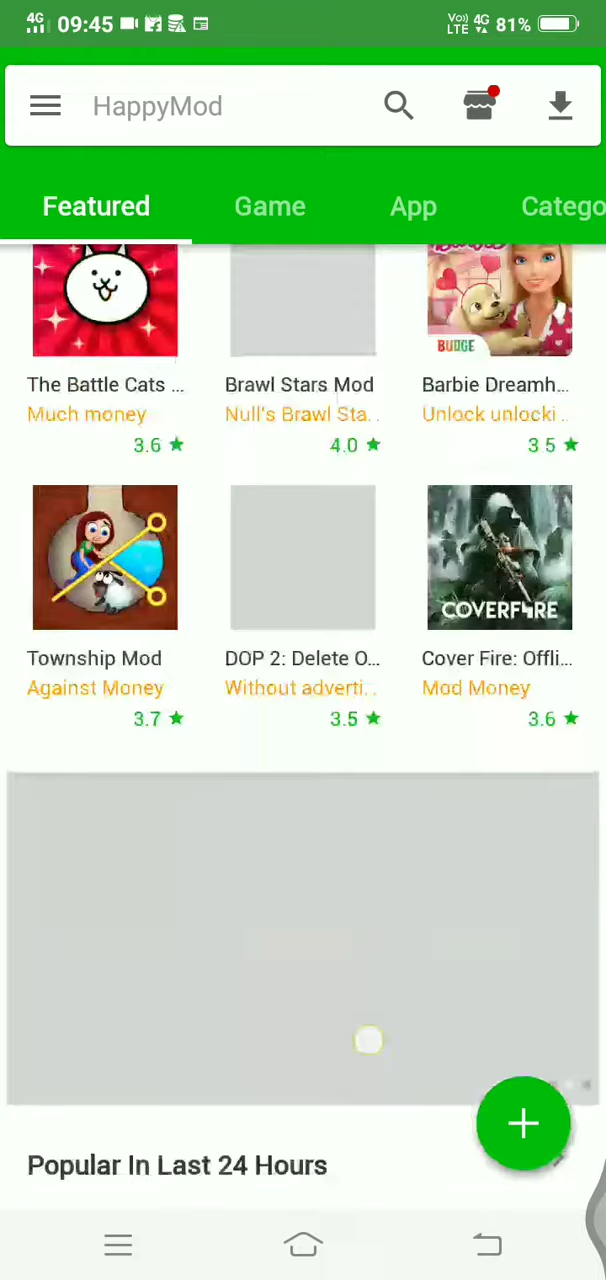 4G 09:45 Vo) LTE 4G 81%
HappyMod
Featured Game App Catego
BUDGE
The Battle Cats ... Brawl Stars Mod Barbie Dreamh...
Much money Null's Brawl Sta. . Unlock unlocki ..
3.6 4.0 3 5
COVERFIRE
Township Mod DOP 2: Delete O... Cover Fire: Offli...
Against Money Without adverti. . Mod Money
3.7 3.5 3.6
Popular In Last 24 Hours